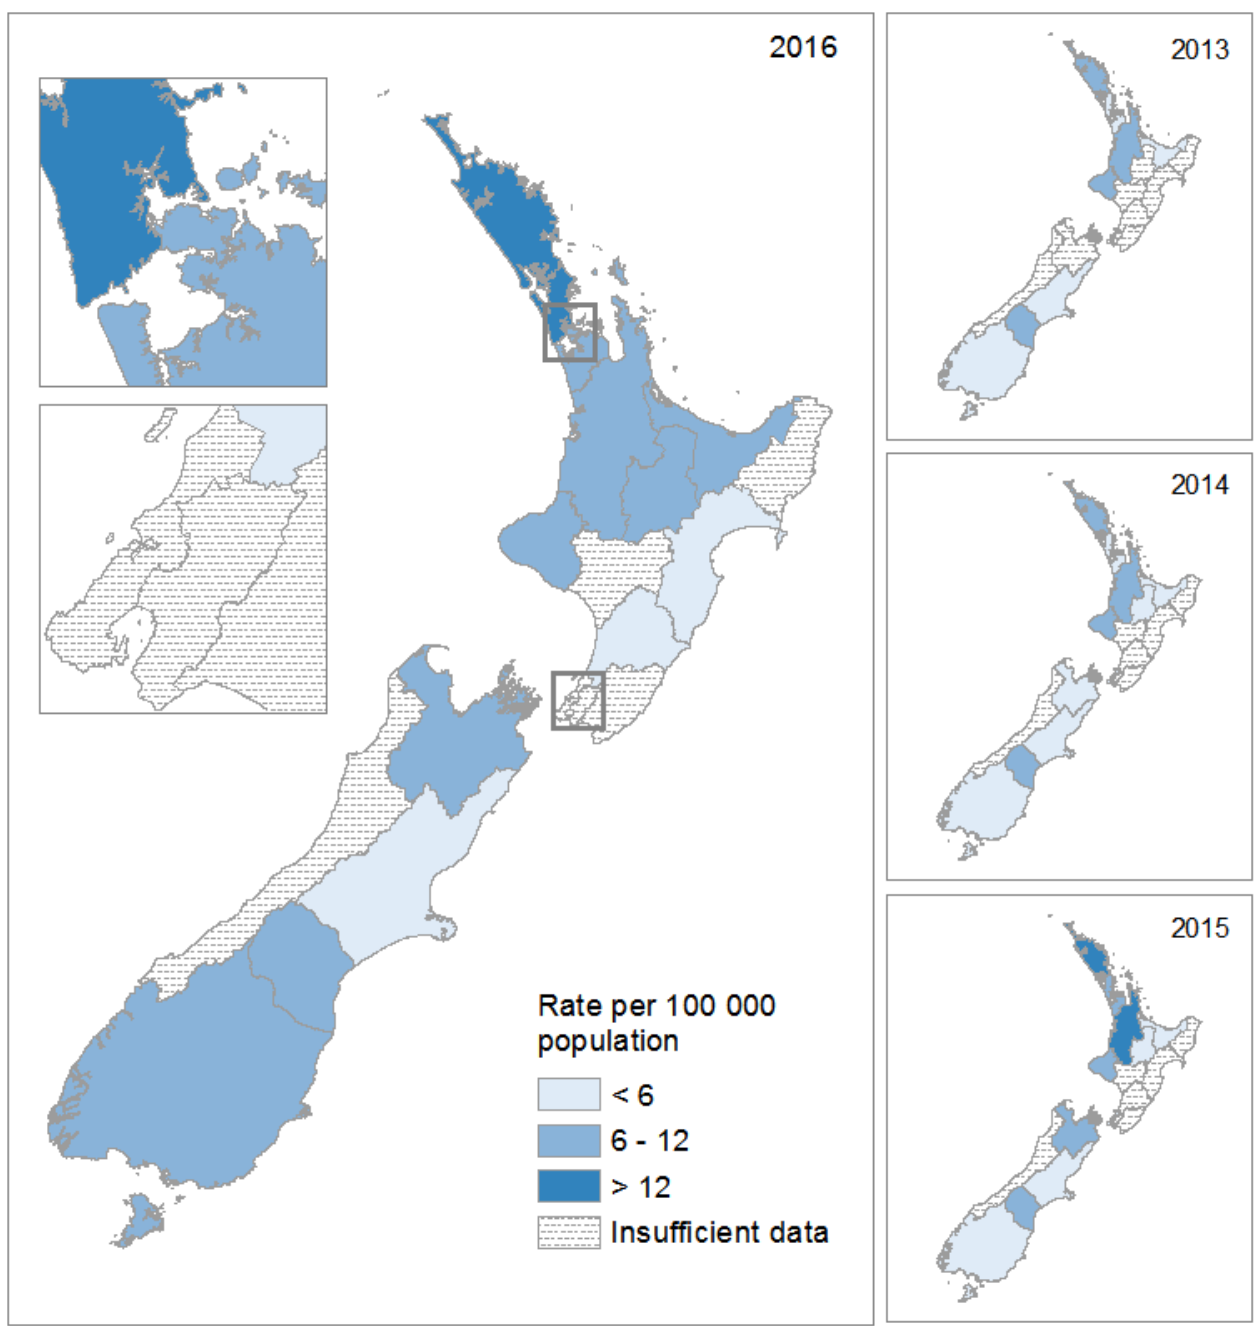 2016
2013
2014
2015
Rate per 100 000
population
< 6
6 - 12
> 12
Insufficient data